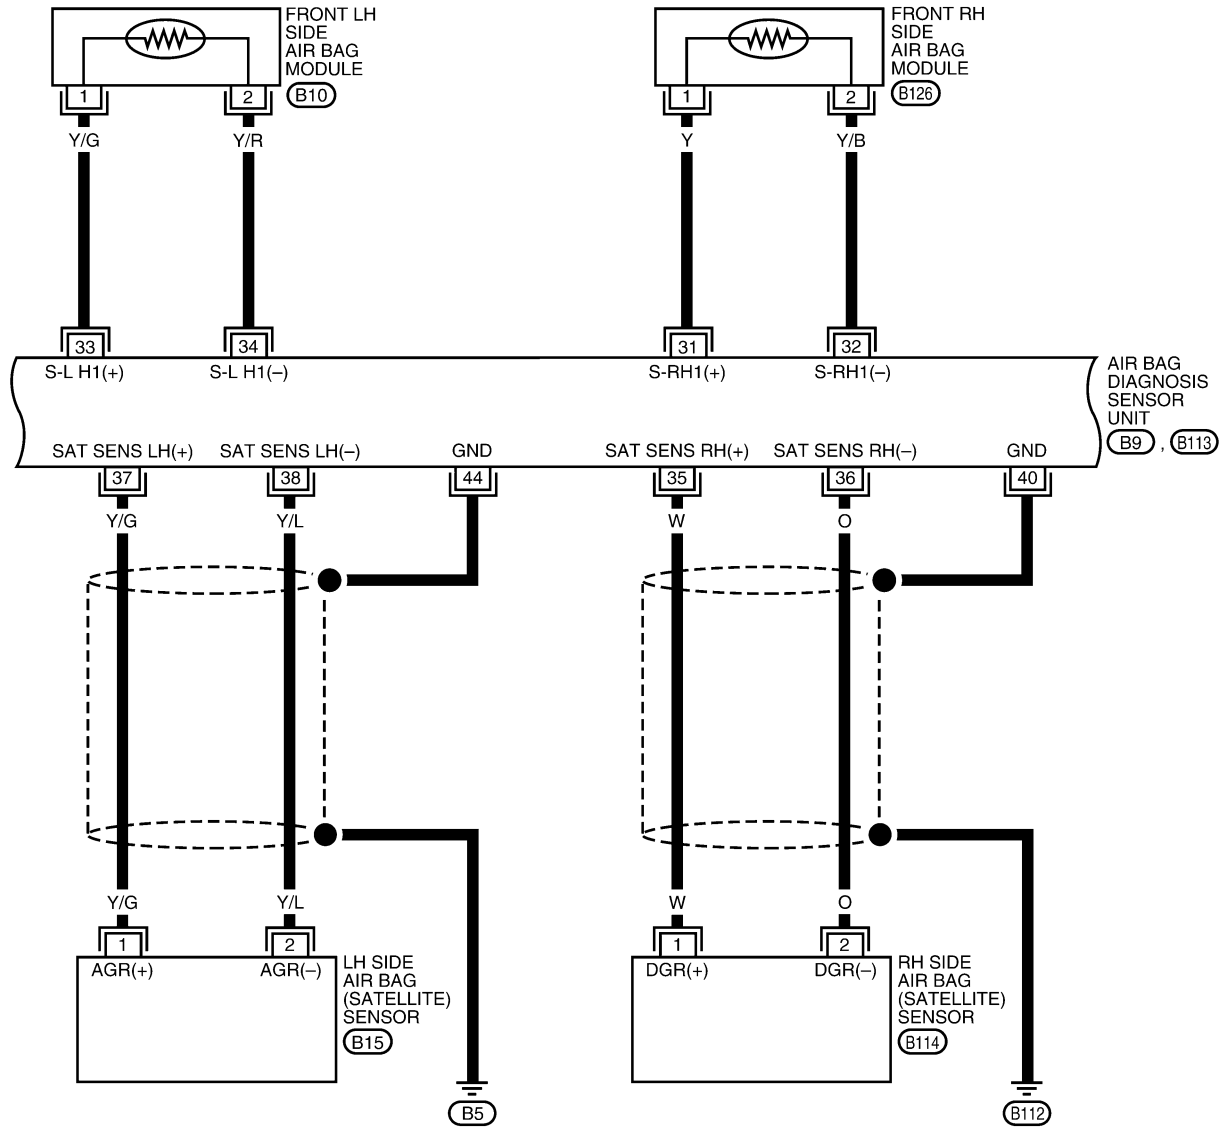 FRONT LH
SIDE
AIR BAG
MODULE
B10
1
2
Y/G
Y/R
FRONT RH
SIDE
AIR BAG
MODULE
B126
1
2
Y
Y/B
33
34
31
32
S-L H1(+)
S-L H1(–)
S-RH1(+)
S-RH1(–)
AIR BAG
DIAGNOSIS
SENSOR
UNIT
B9 , B113
SAT SENS LH(+)
SAT SENS LH(–)
GND
SAT SENS RH(+)
SAT SENS RH(–)
GND
37
38
44
35
36
40
Y/G
Y/L
W
O
Y/G
Y/L
W
O
1
2
1
2
AGR(+)
AGR(–)
LH SIDE
AIR BAG
(SATELLITE)
SENSOR
B15
DGR(+)
DGR(–)
RH SIDE
AIR BAG
(SATELLITE)
SENSOR
B114
B5
B112